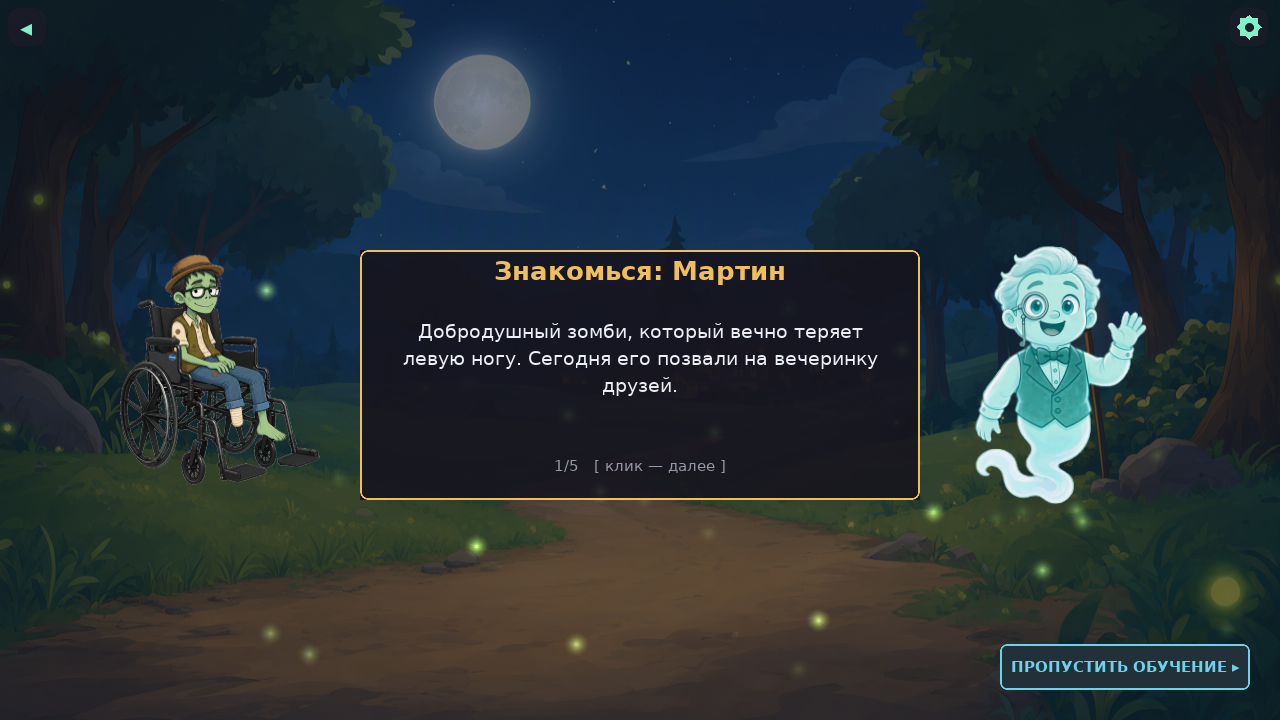 Знакомься: Мартин
Добродушный зомби, который вечно теряет
левую ногу. Сегодня его позвали на вечеринку
друзей.
1/5 [ клик — далее ]
ПРОПУСТИТЬ ОБУЧЕНИЕ ▸